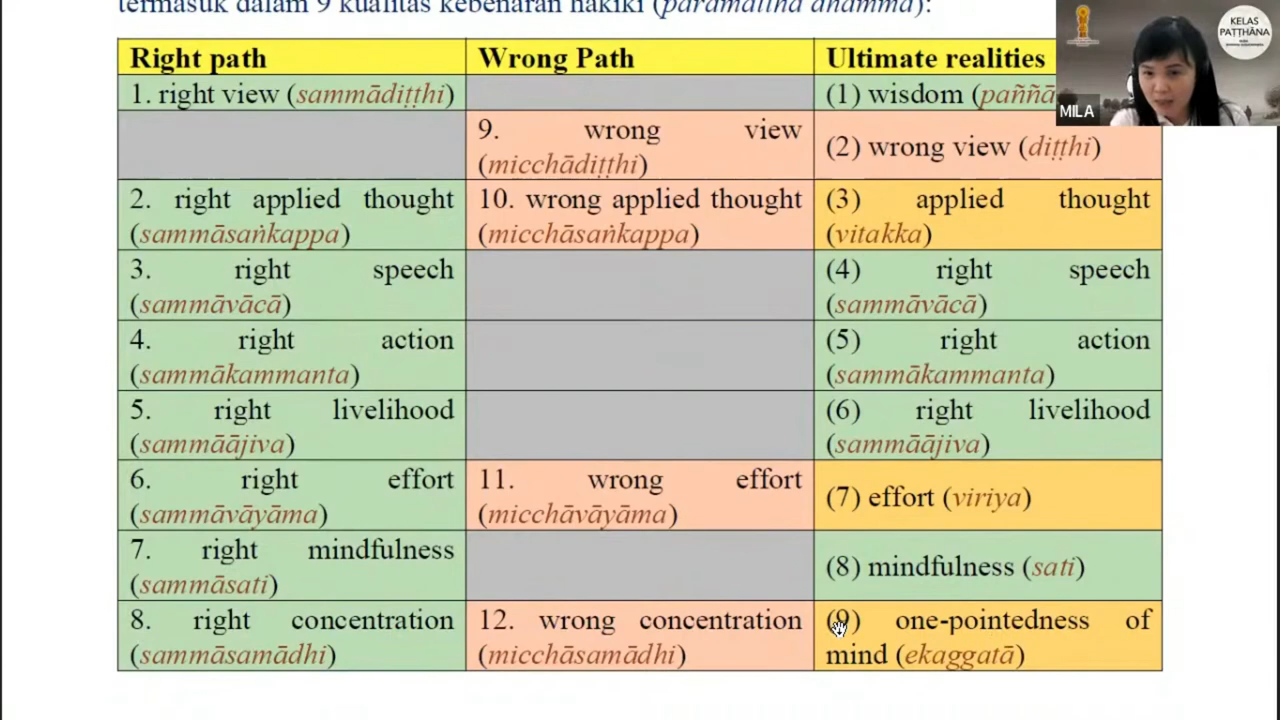 termasuk dalam 9 kualitas kebenaran hakiki (paramattha dhamma):
Right path
Wrong Path
Ultimate realities
1. right view (sammādiṭṭhi)
(1) wisdom (paññā
9. wrong view
(micchādiṭṭhi)
(2) wrong view (diṭṭhi)
2. right applied thought
(sammāsaṅkappa)
10. wrong applied thought
(micchāsaṅkappa)
(3) applied thought
(vitakka)
3. right speech
(sammāvācā)
(4) right speech
(sammāvācā)
4. right action
(sammākammanta)
(5) right action
(sammākammanta)
5. right livelihood
(sammāājiva)
(6) right livelihood
(sammāājiva)
6. right effort
(sammāvāyāma)
11. wrong effort
(micchāvāyāma)
(7) effort (viriya)
7. right mindfulness
(sammāsati)
(8) mindfulness (sati)
8. right concentration
(sammāsamādhi)
12. wrong concentration
(micchāsamādhi)
(9) one-pointedness of
mind (ekaggatā)
MILA
KELAS
PAṬṬHĀNA